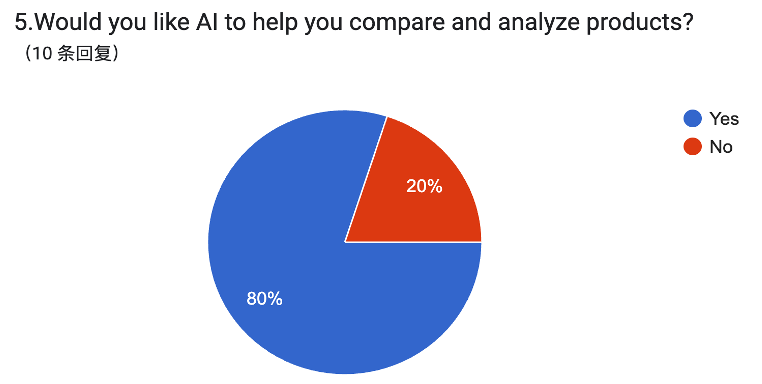 5.Would you like AI to help you compare and analyze products?
（10 条回复）
Yes
No
20%
80%